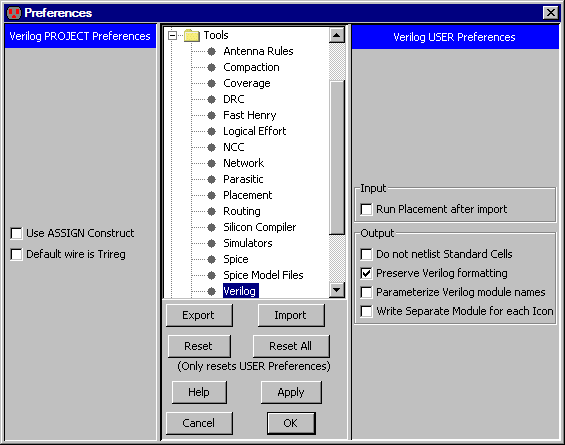 Preferences
Verilog PROJECT Preferences
Use ASSIGN Construct
Default wire is Trireg
Tools
Antenna Rules
Compaction
Coverage
DRC
Fast Henry
Logical Effort
NCC
Network
Parasitic
Placement
Routing
Silicon Compiler
Simulators
Spice
Spice Model Files
Verilog
Export
Import
Reset
Reset All
(Only resets USER Preferences)
Help
Apply
Cancel
OK
Verilog USER Preferences
Input
Run Placement after import
Output
Do not netlist Standard Cells
Preserve Verilog formatting
Parameterize Verilog module names
Write Separate Module for each Icon